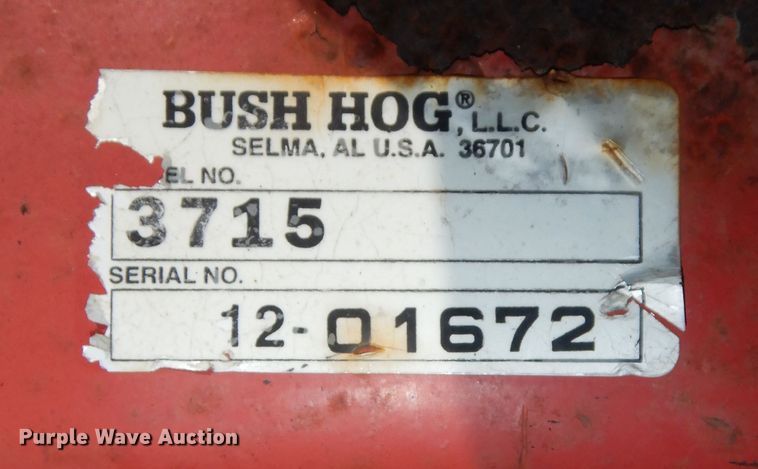 BUSH HOG®, L.L.C.
SELMA, AL U.S.A. 36701
EL NO.
3715
SERIAL NO.
12-01672
Purple Wave Auction